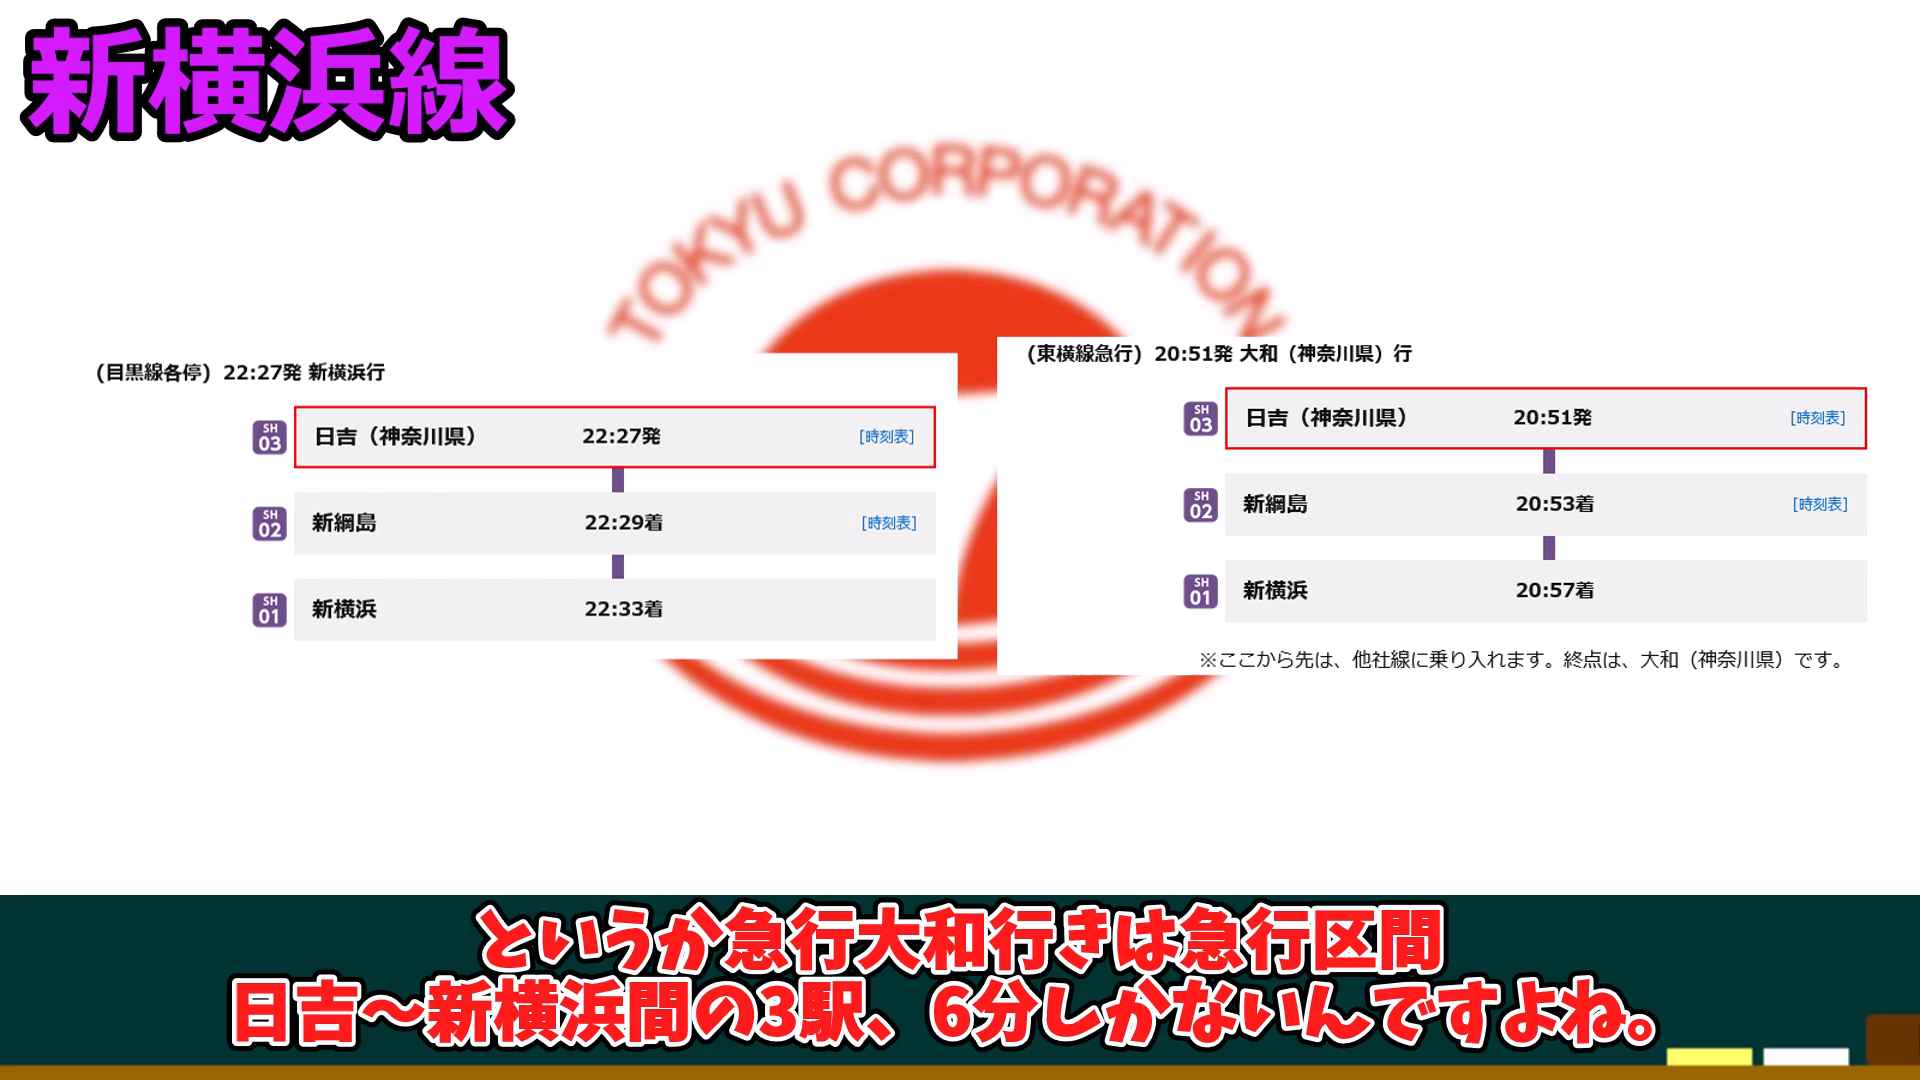 新横浜線
TOKYU CORPORATION
(目黒線各停) 22:27発 新横浜行
SH 03 日吉（神奈川県） 22:27発 [時刻表]
SH 02 新綱島 22:29着 [時刻表]
SH 01 新横浜 22:33着
(東横線急行) 20:51発 大和（神奈川県）行
SH 03 日吉（神奈川県） 20:51発 [時刻表]
SH 02 新綱島 20:53着 [時刻表]
SH 01 新横浜 20:57着
※ここから先は、他社線に乗り入れます。終点は、大和（神奈川県）です。
というか急行大和行きは急行区間
日吉～新横浜間の3駅、6分しかないんですよね。